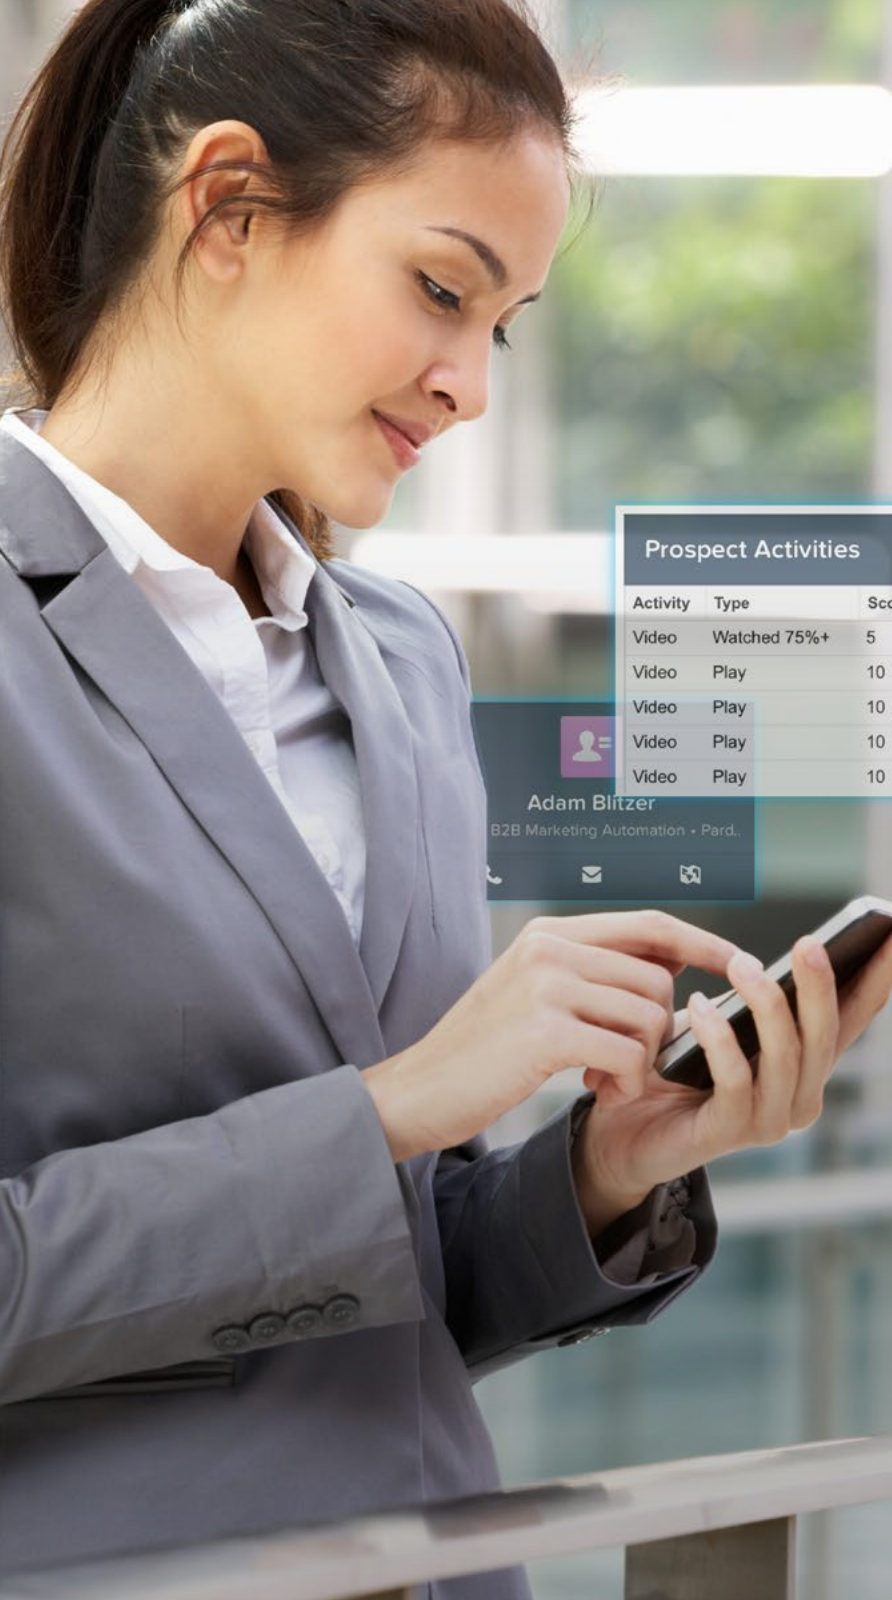 Prospect Activities
Activity Type Sco
Video Watched 75%+ 5
Video Play 10
Video Play 10
Video Play 10
Video Play 10
Adam Blitzer
B2B Marketing Automation • Pard..